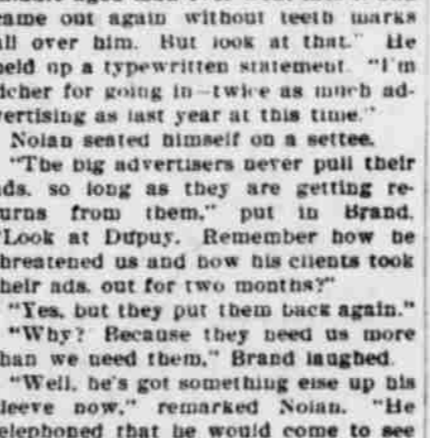 came out again without teeth marks
all over him. But look at that." He
held up a typewritten statement. "I'm
richer for going in—twice as much ad-
vertising as last year at this time."
Nolan seated himself on a settee.
"The big advertisers never pull their
ads. so long as they are getting re-
turns from them," put in Brand.
"Look at Dupuy. Remember how he
threatened us and how his clients took
their ads. out for two months?"
"Yes, but they put them back again."
"Why? Because they need us more
than we need them," Brand laughed.
"Well, he's got something else up his
sleeve now," remarked Nolan. "He
telephoned that he would come to see